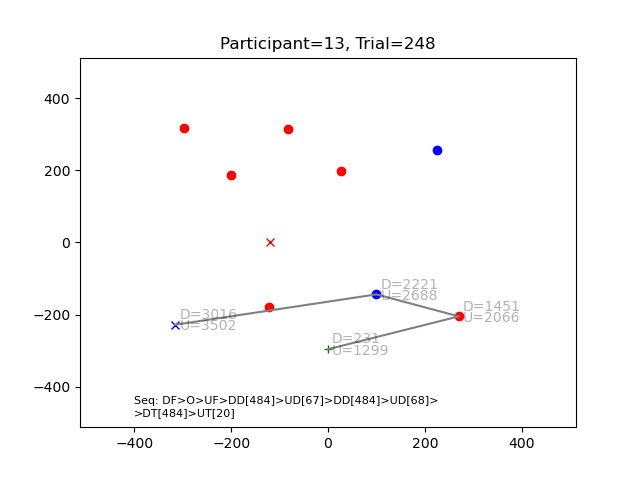 Participant=13, Trial=248
400
200
0
−200
−400
D=2221
U=2688
D=1451
U=2066
D=3016
U=3502
D=231
U=1299
Seq: DF>O>UF>DD[484]>UD[67]>DD[484]>UD[68]>
>DT[484]>UT[20]
−400 −200 0 200 400